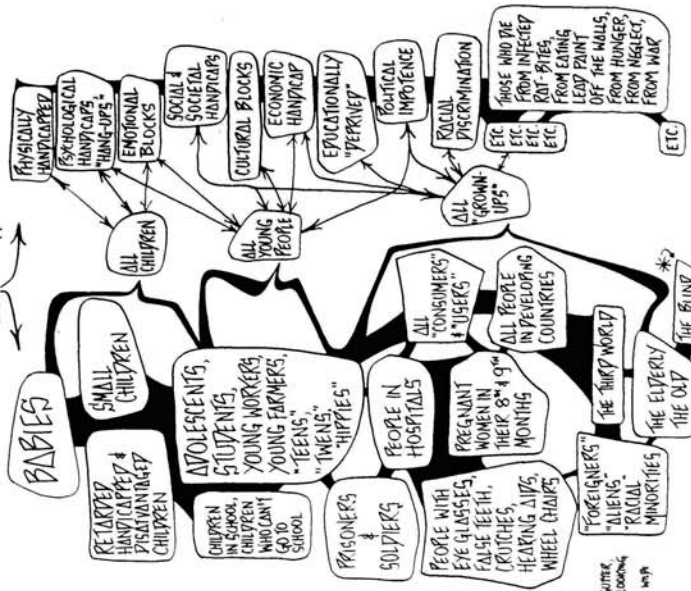 BABIES
SMALL
CHILDREN
RETARDED
HANDICAPPED &
DISADVANTAGED
CHILDREN
CHILDREN
IN SCHOOL,
CHILDREN
WHO CAN'T
GO TO
SCHOOL
ADOLESCENTS,
STUDENTS,
YOUNG WORKERS
YOUNG FARMERS,
"TEENS",
"TWENS",
"HIPPIES"
PRISONERS
&
SOLDIERS
PEOPLE IN
HOSPITALS
ALL
"CONSUMERS"
& "USERS"
PEOPLE WITH
EYE GLASSES,
FALSE TEETH,
CRUTCHES,
HEARING AIDS,
WHEEL CHAIRS
PREGNANT
WOMEN IN
THEIR 8TH & 9TH
MONTHS
ALL PEOPLE
IN DEVELOPING
COUNTRIES
"FOREIGNERS"
"ALIENS"
"RACIAL
MINORITIES
THE THIRD WORLD
THE ELDERLY
THE OLD
THE BLIND
ALL
CHILDREN
ALL
YOUNG
PEOPLE
ALL
"GROWN-
UPS"
PHYSICALLY
HANDICAPPED
PSYCHOLOGICAL
HANDICAPS
"HANG-UPS"
EMOTIONAL
BLOCKS
SOCIAL &
SOCIETAL
HANDICAPS
CULTURAL BLOCKS
ECONOMIC
HANDICAP
EDUCATIONALLY
"DEPRIVED"
POLITICAL
IMPOTENCE
RACIAL
DISCRIMINATION
ETC.
ETC.
ETC.
ETC.
THOSE WHO DIE
FROM INFECTED
RAT-BITES,
FROM EATING
LEAD PAINT
OFF THE WALLS,
FROM HUNGER,
FROM NEGLECT,
FROM WAR
ETC.